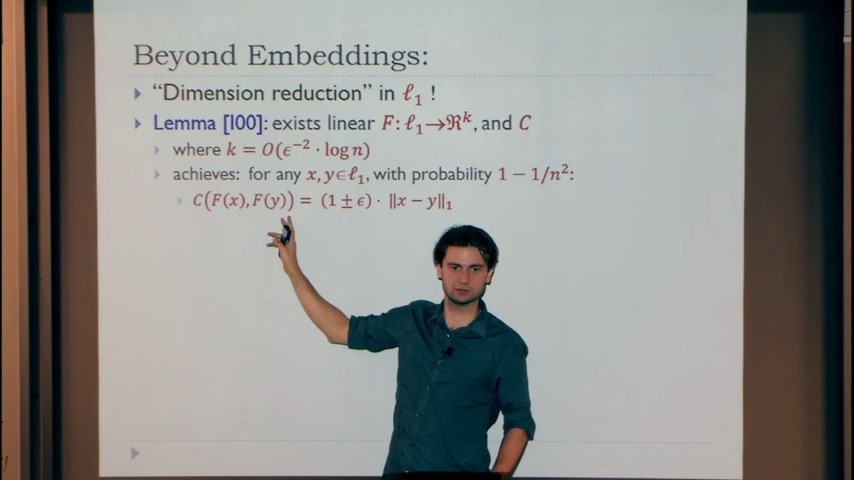 Beyond Embeddings:
“Dimension reduction” in ℓ₁ !
Lemma [I00]: exists linear F: ℓ₁→ℜᵏ, and C
where k = O(ϵ⁻² · log n)
achieves: for any x, y∈ℓ₁, with probability 1 − 1/n²:
C(F(x), F(y)) = (1 ± ϵ) · ‖x − y‖₁